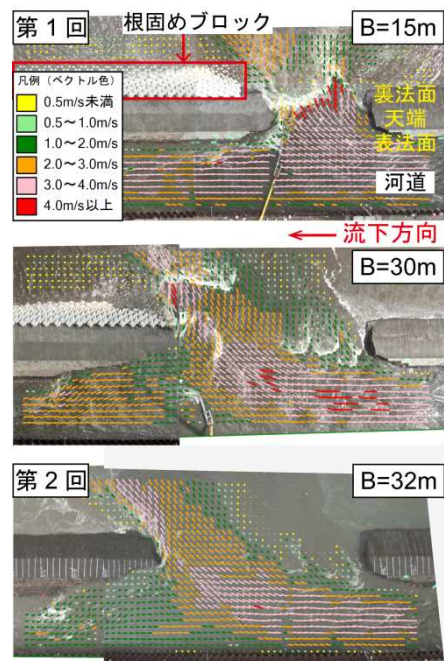 第1回
根固めブロック
B=15m
凡例（ベクトル色）
0.5m/s未満
0.5～1.0m/s
1.0～2.0m/s
2.0～3.0m/s
3.0～4.0m/s
4.0m/s以上
裏法面
天端
表法面
河道
流下方向
B=30m
第2回
B=32m